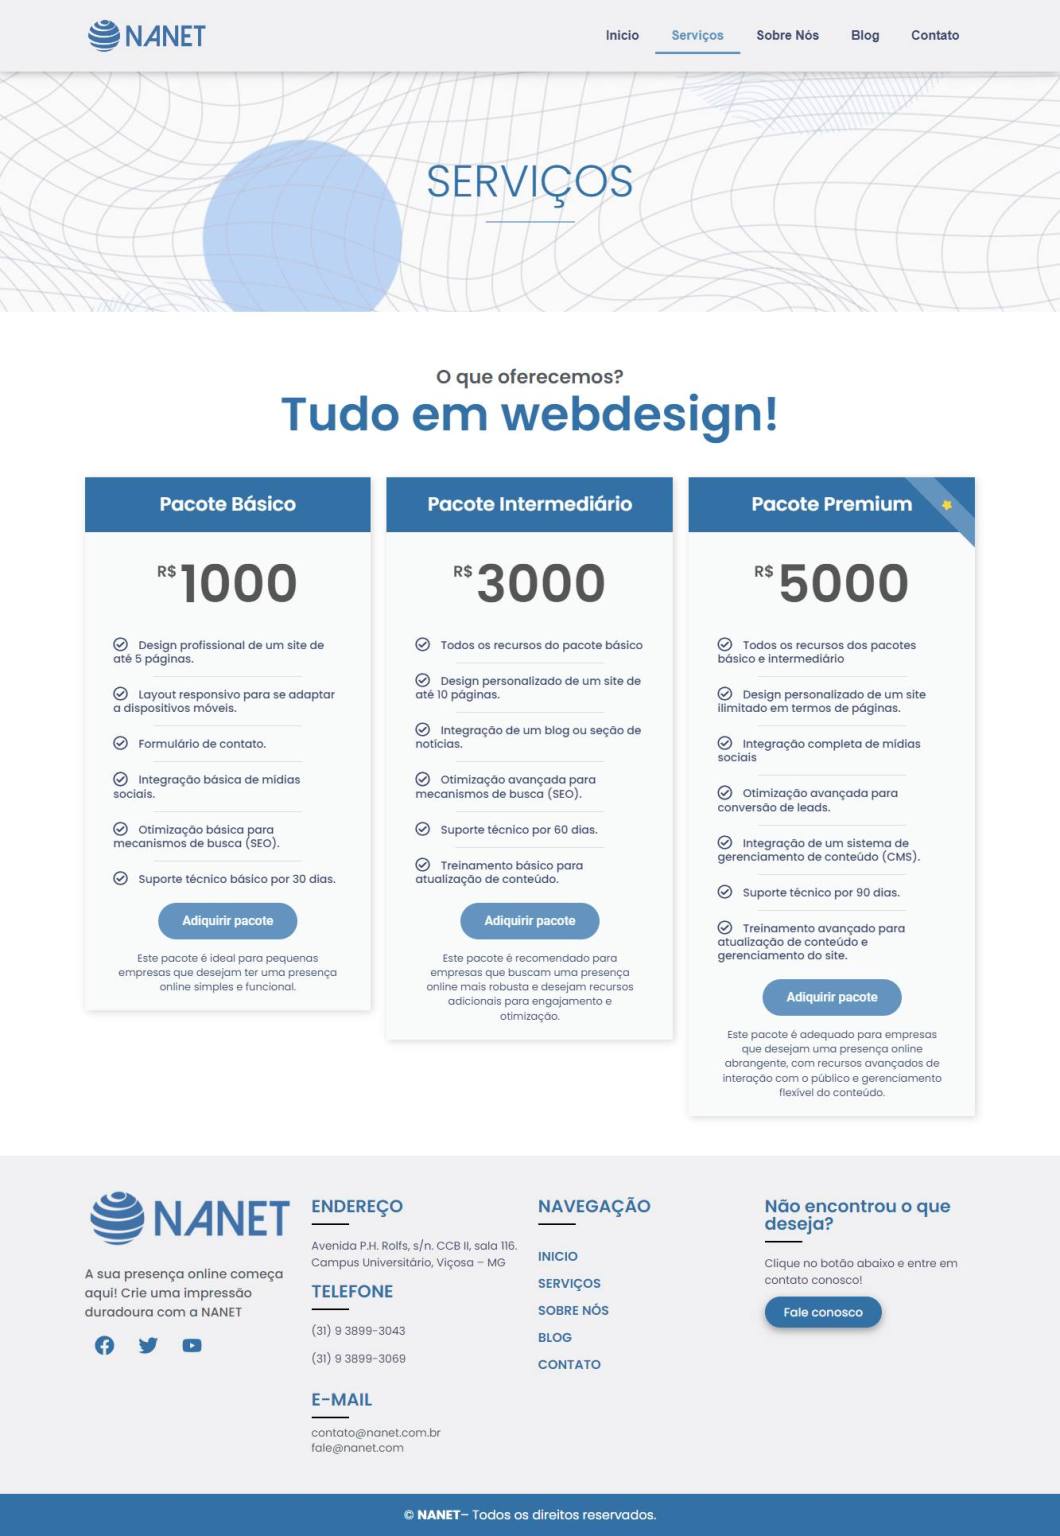 NANET
Inicio
Serviços
Sobre Nós
Blog
Contato
SERVIÇOS
O que oferecemos?
Tudo em webdesign!
Pacote Básico
R$ 1000
Design profissional de um site de
até 5 páginas.
Layout responsivo para se adaptar
a dispositivos móveis.
Formulário de contato.
Integração básica de mídias
sociais.
Otimização básica para
mecanismos de busca (SEO).
Suporte técnico básico por 30 dias.
Adiquirir pacote
Este pacote é ideal para pequenas
empresas que desejam ter uma presença
online simples e funcional.
Pacote Intermediário
R$ 3000
Todos os recursos do pacote básico
Design personalizado de um site de
até 10 páginas.
Integração de um blog ou seção de
notícias.
Otimização avançada para
mecanismos de busca (SEO).
Suporte técnico por 60 dias.
Treinamento básico para
atualização de conteúdo.
Adiquirir pacote
Este pacote é recomendado para
empresas que buscam uma presença
online mais robusta e desejam recursos
adicionais para engajamento e
otimização.
Pacote Premium
R$ 5000
Todos os recursos dos pacotes
básico e intermediário
Design personalizado de um site
ilimitado em termos de páginas.
Integração completa de mídias
sociais
Otimização avançada para
conversão de leads.
Integração de um sistema de
gerenciamento de conteúdo (CMS).
Suporte técnico por 90 dias.
Treinamento avançado para
atualização de conteúdo e
gerenciamento do site.
Adiquirir pacote
Este pacote é adequado para empresas
que desejam uma presença online
abrangente, com recursos avançados de
interação com o público e gerenciamento
flexível do conteúdo.
NANET
A sua presença online começa
aqui! Crie uma impressão
duradoura com a NANET
ENDEREÇO
Avenida P.H. Rolfs, s/n. CCB II, sala 116.
Campus Universitário, Viçosa – MG
TELEFONE
(31) 9 3899-3043
(31) 9 3899-3069
E-MAIL
contato@nanet.com.br
fale@nanet.com
NAVEGAÇÃO
INICIO
SERVIÇOS
SOBRE NÓS
BLOG
CONTATO
Não encontrou o que
deseja?
Clique no botão abaixo e entre em
contato conosco!
Fale conosco
© NANET– Todos os direitos reservados.